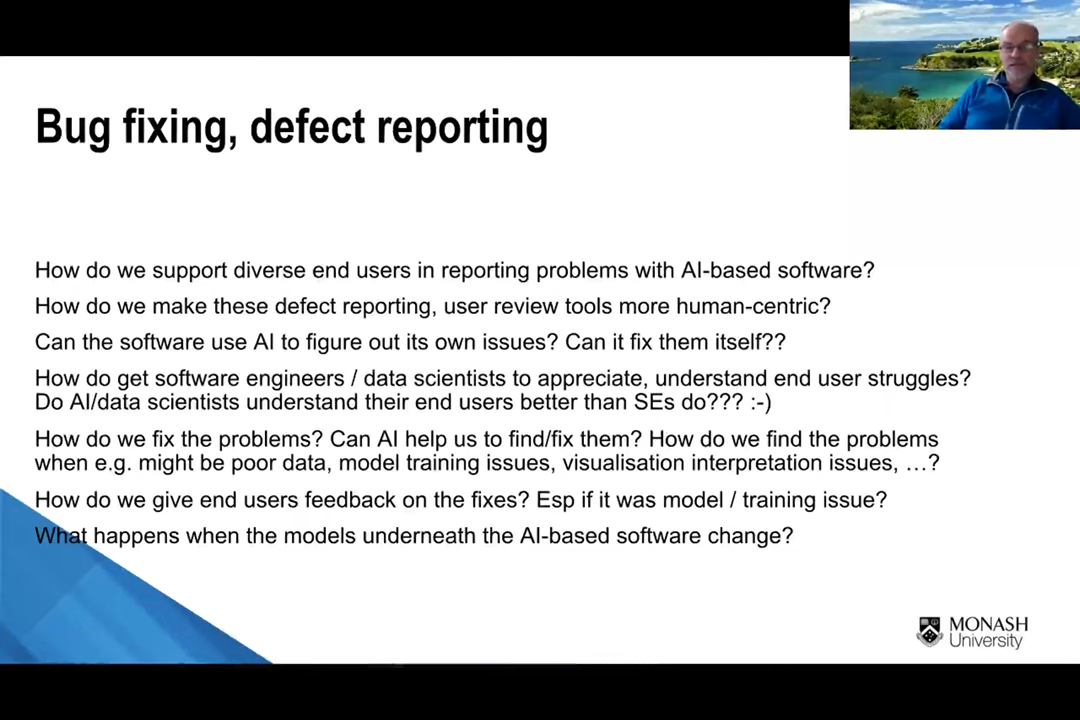 Bug fixing, defect reporting
How do we support diverse end users in reporting problems with AI-based software?
How do we make these defect reporting, user review tools more human-centric?
Can the software use AI to figure out its own issues? Can it fix them itself??
How do get software engineers / data scientists to appreciate, understand end user struggles?
Do AI/data scientists understand their end users better than SEs do??? :-)
How do we fix the problems? Can AI help us to find/fix them? How do we find the problems
when e.g. might be poor data, model training issues, visualisation interpretation issues, …?
How do we give end users feedback on the fixes? Esp if it was model / training issue?
What happens when the models underneath the AI-based software change?
MONASH
University